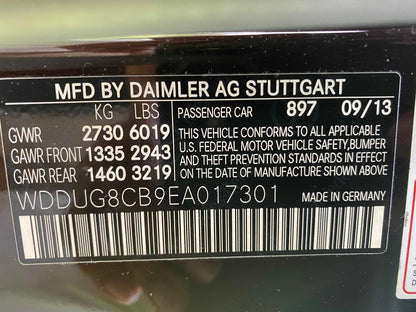 MFD BY DAIMLER AG STUTTGART
KG LBS
PASSENGER CAR 897 09/13
GWR 2730 6019
GAWR FRONT 1335 2943
GAWR REAR 1460 3219
THIS VEHICLE CONFORMS TO ALL APPLICABLE
U.S. FEDERAL MOTOR VEHICLE SAFETY, BUMPER
AND THEFT PREVENTION STANDARDS IN EFFECT
ON THE DATE OF MANUFACTURE SHOWN ABOVE
WDDUG8CB9EA017301
MADE IN GERMANY